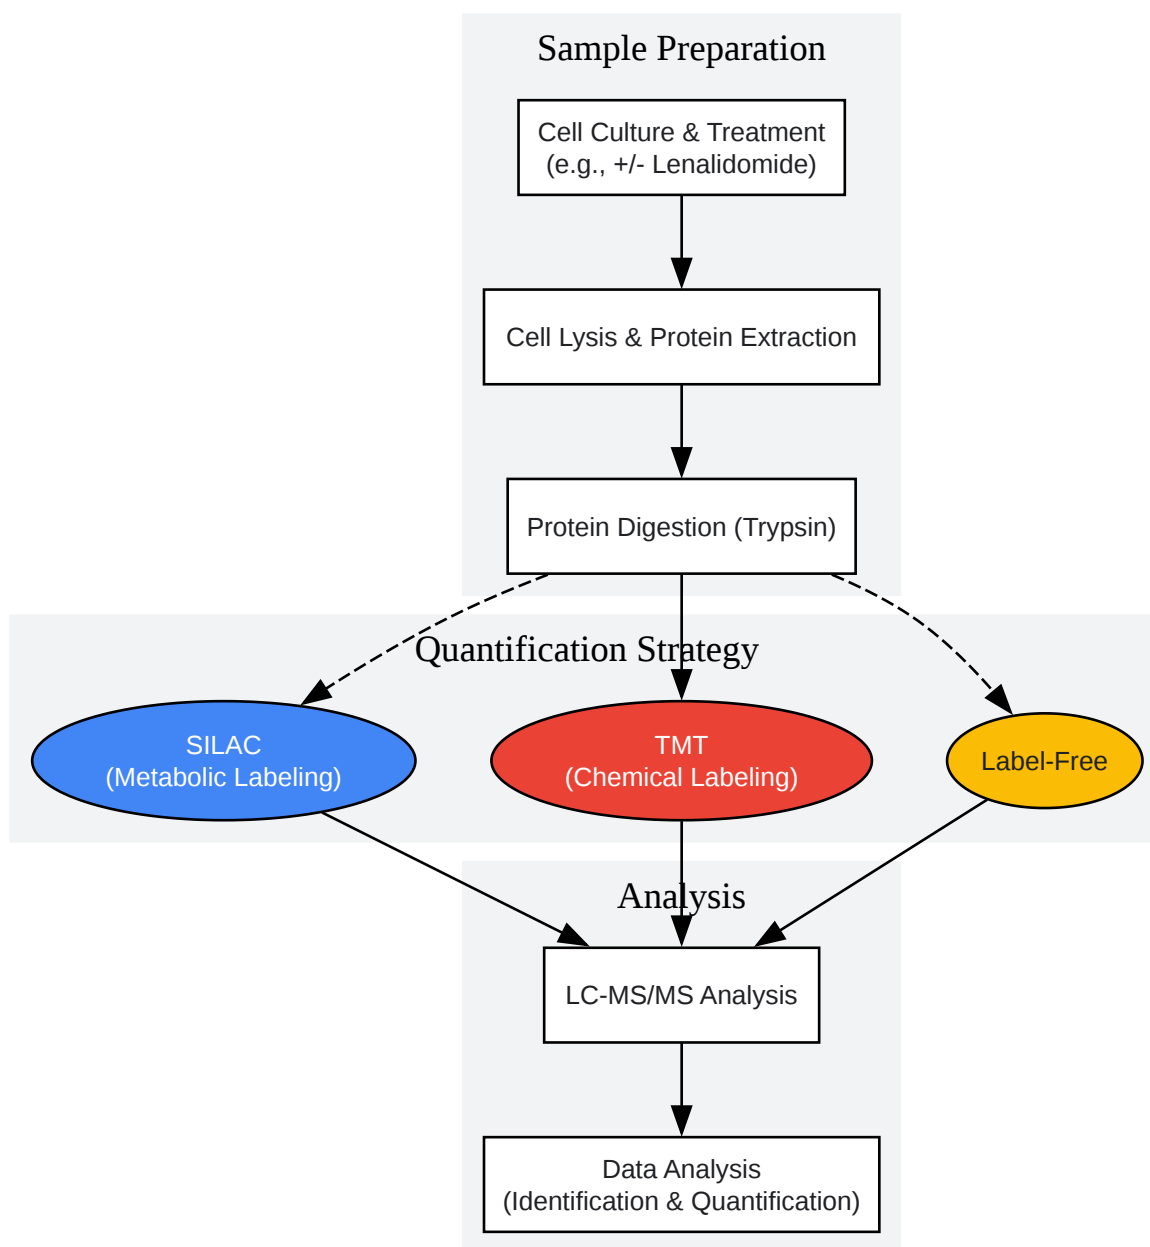 Sample Preparation
Cell Culture & Treatment
(e.g., +/- Lenalidomide)
Cell Lysis & Protein Extraction
Protein Digestion (Trypsin)
Quantification Strategy
SILAC
(Metabolic Labeling)
TMT
(Chemical Labeling)
Label-Free
Analysis
LC-MS/MS Analysis
Data Analysis
(Identification & Quantification)